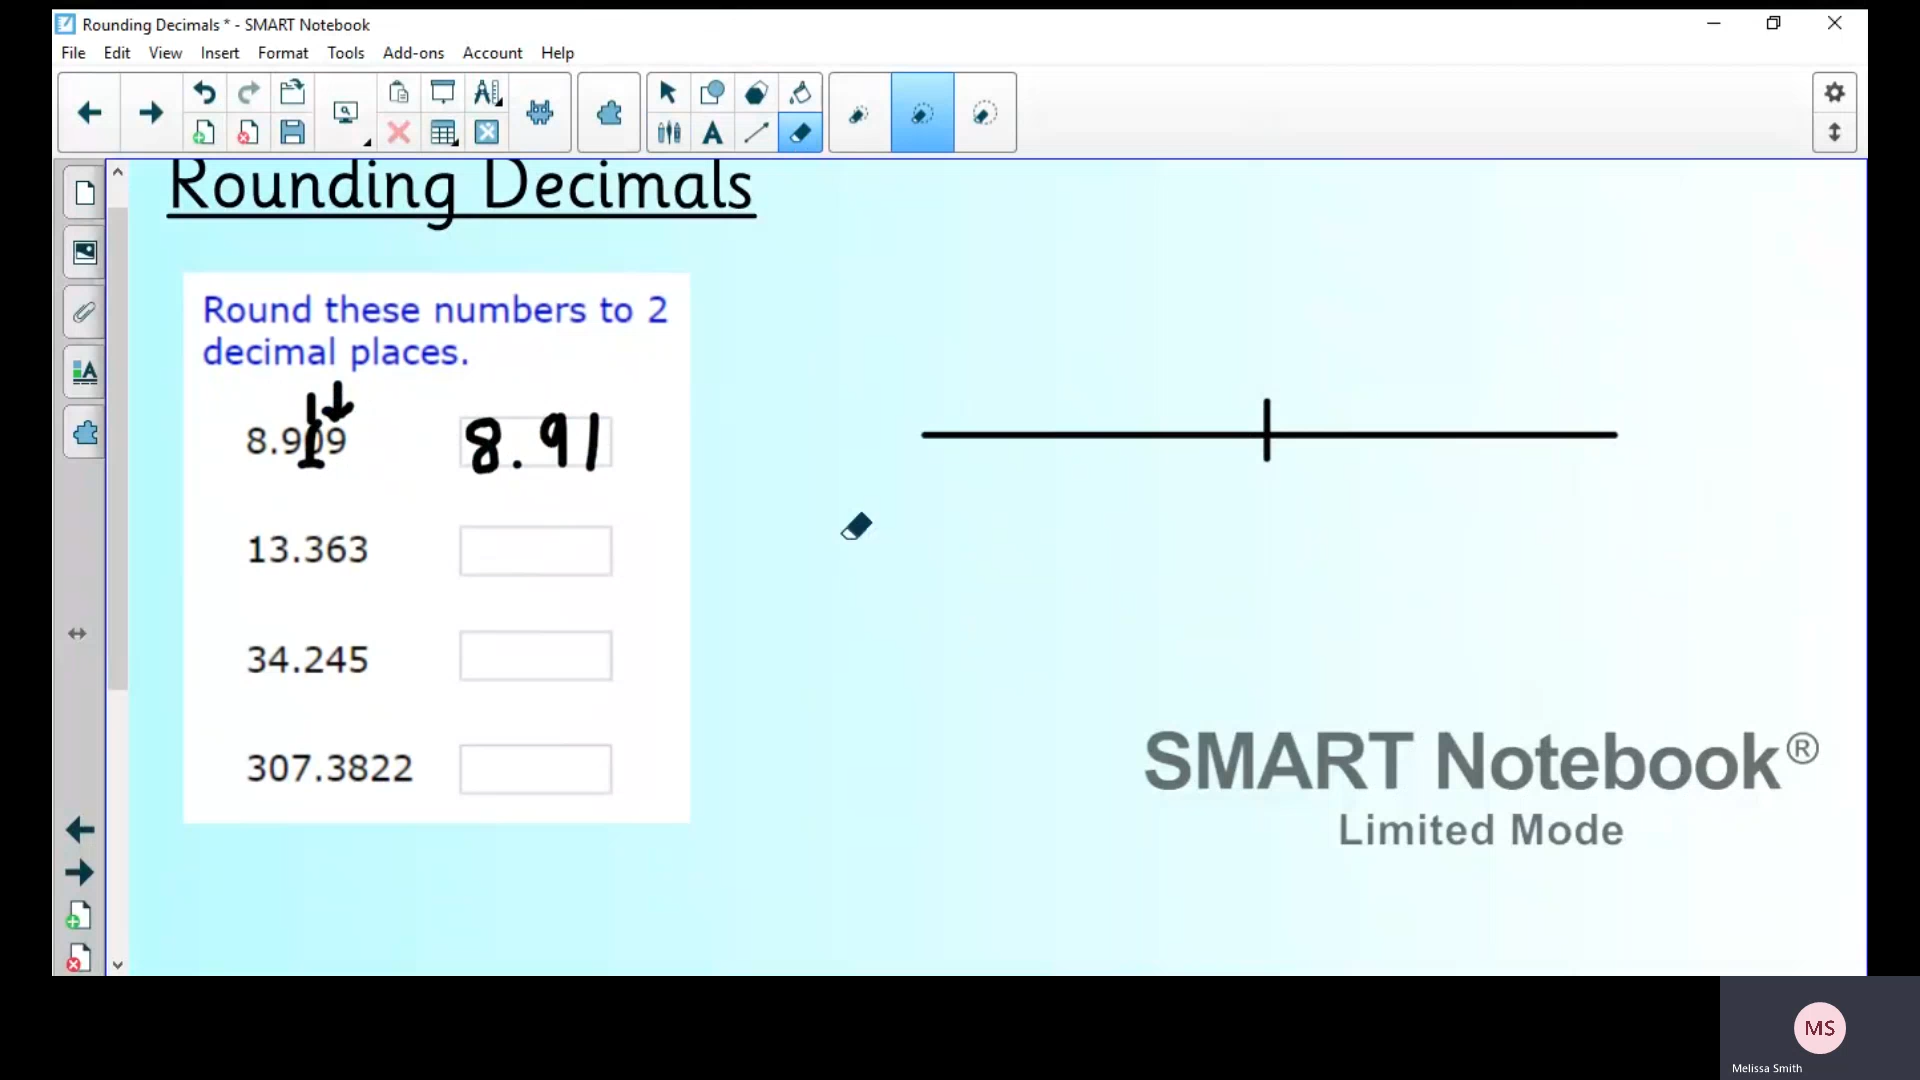 Rounding Decimals * - SMART Notebook
File Edit View Insert Format Tools Add-ons Account Help
Rounding Decimals
Round these numbers to 2
decimal places.
8.909 8.91
13.363
34.245
307.3822
SMART Notebook®
Limited Mode
MS
Melissa Smith